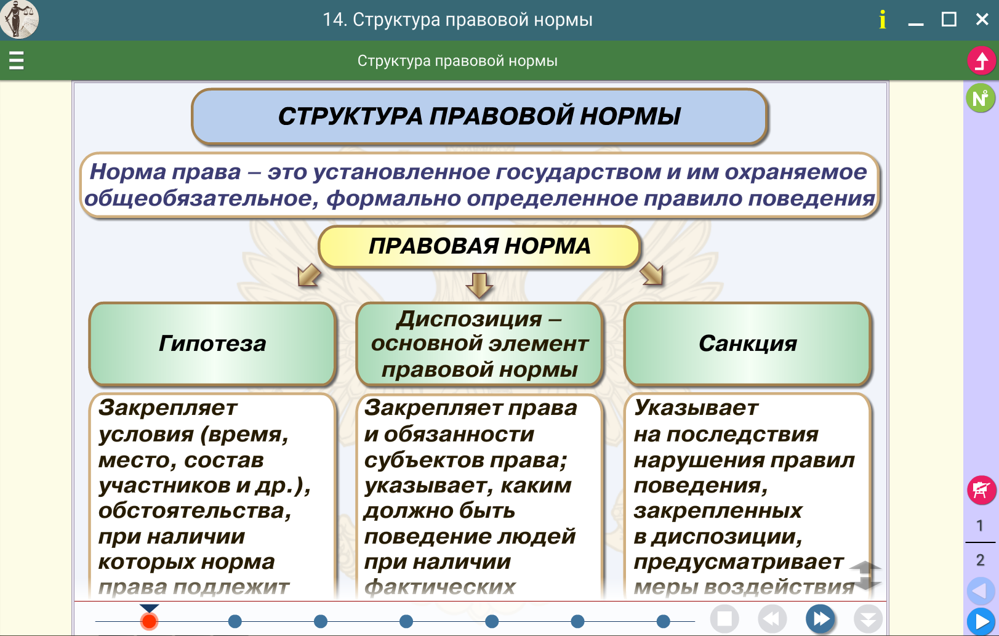 14. Структура правовой нормы
i
Структура правовой нормы
N
СТРУКТУРА ПРАВОВОЙ НОРМЫ
Норма права – это установленное государством и им охраняемое
общеобязательное, формально определенное правило поведения
ПРАВОВАЯ НОРМА
Гипотеза
Диспозиция –
основной элемент
правовой нормы
Санкция
Закрепляет
условия (время,
место, состав
участников и др.),
обстоятельства,
при наличии
которых норма
права подлежит
Закрепляет права
и обязанности
субъектов права;
указывает, каким
должно быть
поведение людей
при наличии
фактических
Указывает
на последствия
нарушения правил
поведения,
закрепленных
в диспозиции,
предусматривает
меры воздействия
1
2